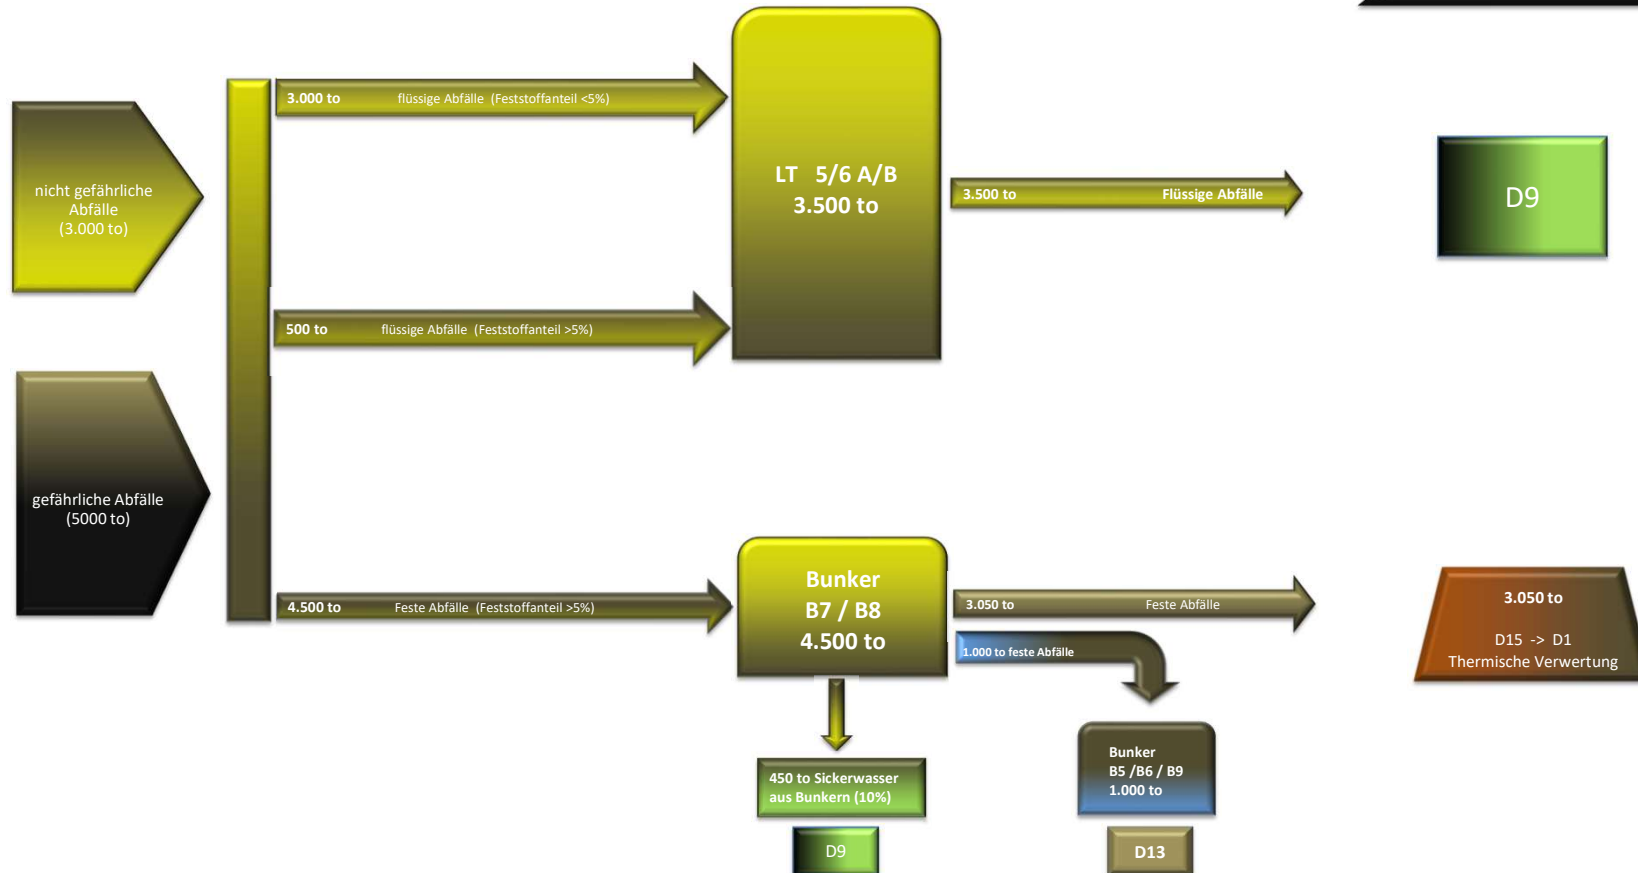 nicht gefährliche
Abfälle
(3.000 to)
gefährliche Abfälle
(5000 to)
3.000 to flüssige Abfälle (Feststoffanteil <5%)
500 to flüssige Abfälle (Feststoffanteil >5%)
4.500 to Feste Abfälle (Feststoffanteil >5%)
LT 5/6 A/B
3.500 to
3.500 to Flüssige Abfälle
D9
Bunker
B7 / B8
4.500 to
3.050 to Feste Abfälle
1.000 to feste Abfälle
3.050 to
D15 -> D1
Thermische Verwertung
450 to Sickerwasser
aus Bunkern (10%)
D9
Bunker
B5 /B6 / B9
1.000 to
D13